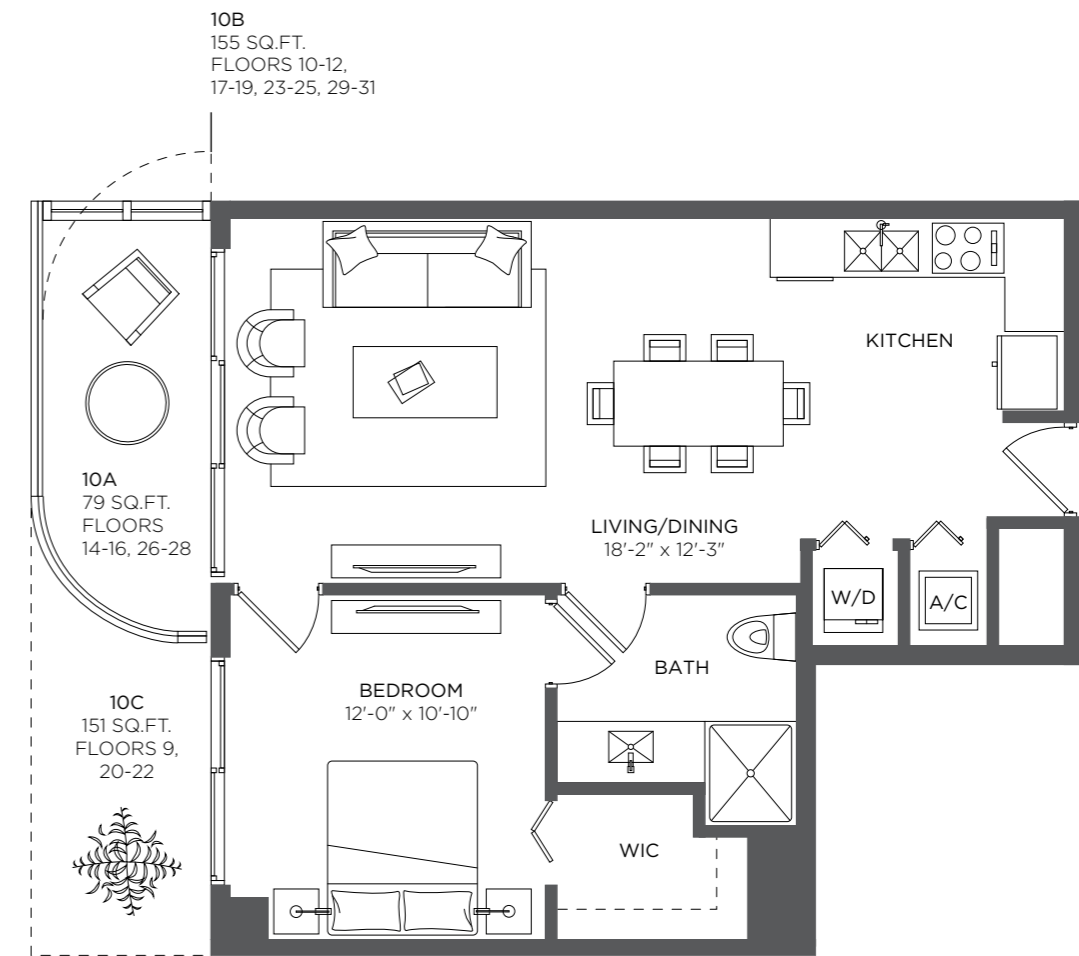 10B
155 SQ.FT.
FLOORS 10-12,
17-19, 23-25, 29-31
KITCHEN
10A
79 SQ.FT.
FLOORS
14-16, 26-28
LIVING/DINING
18'-2" x 12'-3"
W/D
A/C
BATH
BEDROOM
12'-0" x 10'-10"
10C
151 SQ.FT.
FLOORS 9,
20-22
WIC